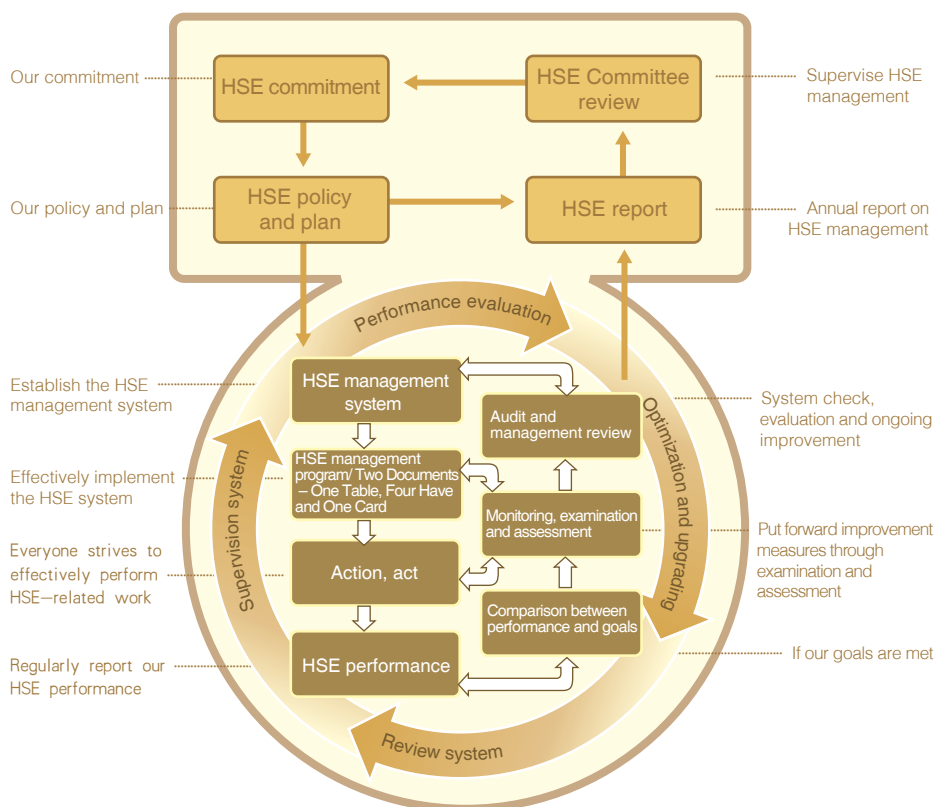 Our commitment
HSE commitment
HSE Committee
review
Supervise HSE
management
Our policy and plan
HSE policy
and plan
HSE report
Annual report on
HSE management
Performance evaluation
Establish the HSE
management system
HSE management
system
Audit and
management review
System check,
evaluation and ongoing
improvement
Optimization and upgrading
Supervision system
Effectively implement
the HSE system
HSE management
program/ Two Documents
– One Table, Four Have
and One Card
Monitoring, examination
and assessment
Put forward improvement
measures through
examination and
assessment
Everyone strives to
effectively perform
HSE—related work
Action, act
Comparison between
performance and goals
If our goals are met
Regularly report our
HSE performance
HSE performance
Review system